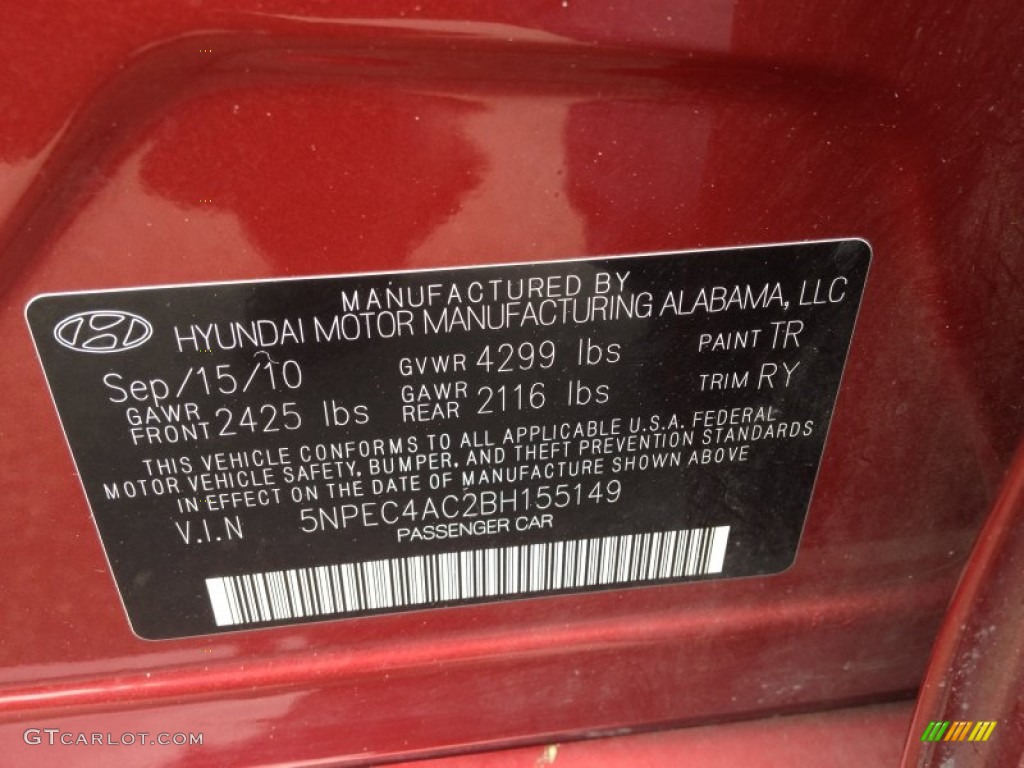 MANUFACTURED BY
HYUNDAI MOTOR MANUFACTURING ALABAMA, LLC
Sep/15/10 GVWR 4299 lbs PAINT TR
GAWR FRONT 2425 lbs GAWR REAR 2116 lbs TRIM RY
THIS VEHICLE CONFORMS TO ALL APPLICABLE U.S.A. FEDERAL
MOTOR VEHICLE SAFETY, BUMPER, AND THEFT PREVENTION STANDARDS
IN EFFECT ON THE DATE OF MANUFACTURE SHOWN ABOVE
V.I.N 5NPEC4AC2BH155149
PASSENGER CAR
GTCARLOT.COM